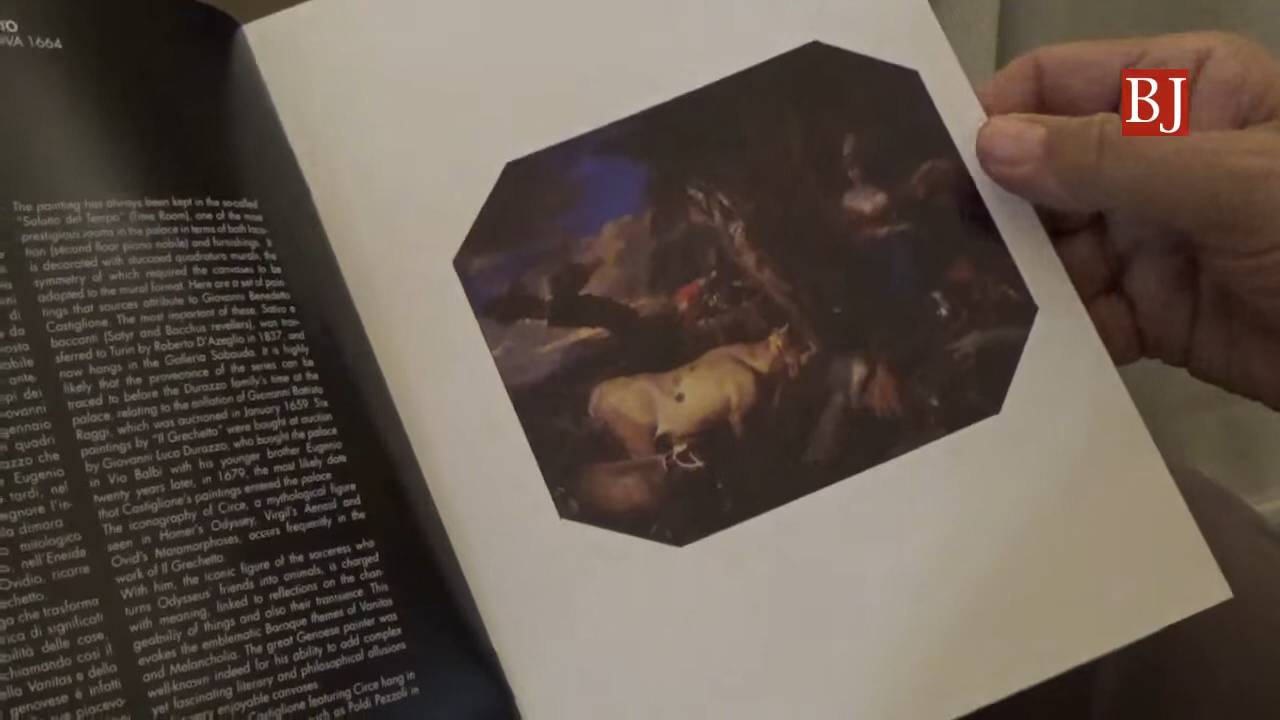 TO
VA 1664
The painting has always been kept in the so-called
"Salotto del Tempo" (Time Room), one of the most
prestigious rooms in the palace in terms of both loca-
tion (second floor piano nobile) and furnishings. It
is decorated with stuccoed quadratura murals, the
symmetry of which required the canvases to be
adapted to the mural format. Here are a set of pain-
tings that sources attribute to Giovanni Benedetto
Castiglione. The most important of these, Satiro e
baccanti (Satyr and Bacchus revellers), was tran-
sferred to Turin by Roberto D'Azeglio in 1837, and
now hangs in the Galleria Sabauda. It is highly
likely that the provenance of the series can be
traced to before the Durazzo family's time at the
palace, relating to the collation of Giovanni Battista
Raggi, which was auctioned in January 1659. Six
paintings by "Il Grechetto" were bought at auction
by Giovanni Luca Durazzo, who bought the palace
in Via Balbi with his younger brother Eugenio
twenty years later, in 1679, the most likely date
that Castiglione's paintings entered the palace.
The iconography of Circe, a mythological figure
seen in Homer's Odyssey, Virgil's Aeneid and
Ovid's Matamorphoses, occurs frequently in the
work of Il Grechetto.
With him, the iconic figure of the sorceress who
turns Odysseus' friends into animals, is charged
with meaning, linked to reflections on the chan-
geability of things and also their transience. This
evokes the emblematic Baroque themes of Vanitas
and Melancholia. The great Genoese painter was
well-known indeed for his ability to add complex
yet fascinating literary and philosophical allusions
very enjoyable canvases.
Castiglione featuring Circe hang in
such as Poldi Pezzoli in
di
da
ante-
pi dei
ovanni
gennaio
quadri
azzo che
Eugenio
tardi, nel
egnare l'in-
dimora.
mitologico
nell'Eneide
Ovidio, ricorre
echetto.
ga che trasforma
rica di significati
bilità delle cose,
chiamando così il
ella Vanitas e della
genovese è infatti
piacevo-
BJ